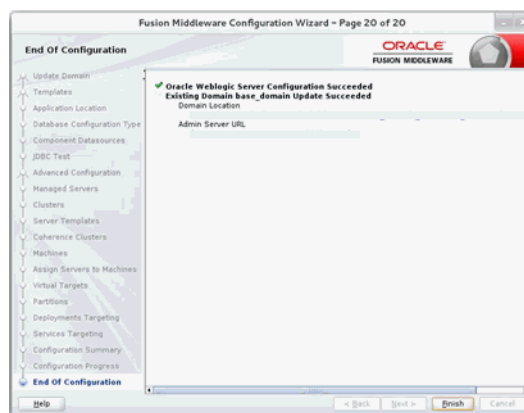 Fusion Middleware Configuration Wizard - Page 20 of 20
End Of Configuration
ORACLE
FUSION MIDDLEWARE
Update Domain
Templates
Application Location
Database Configuration Type
Component Datasources
JDBC Test
Advanced Configuration
Managed Servers
Clusters
Server Templates
Coherence Clusters
Machines
Assign Servers to Machines
Virtual Targets
Partitions
Deployments Targeting
Services Targeting
Configuration Summary
Configuration Progress
End Of Configuration
Oracle Weblogic Server Configuration Succeeded
Existing Domain base_domain Update Succeeded
Domain Location
Admin Server URL
Help
< Back
Next >
Finish
Cancel